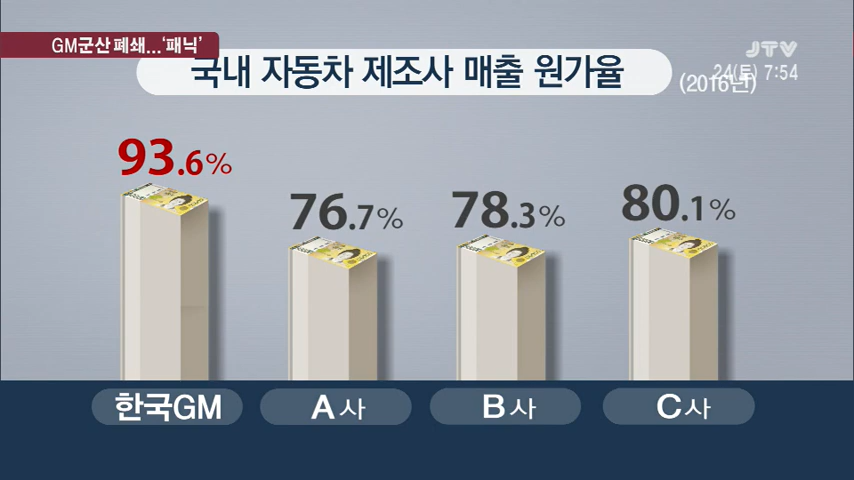 GM군산 폐쇄...‘패닉’
JTV
24(토) 7:54
국내 자동차 제조사 매출 원가율
(2016년)
93.6%
76.7%
78.3%
80.1%
한국GM
A사
B사
C사